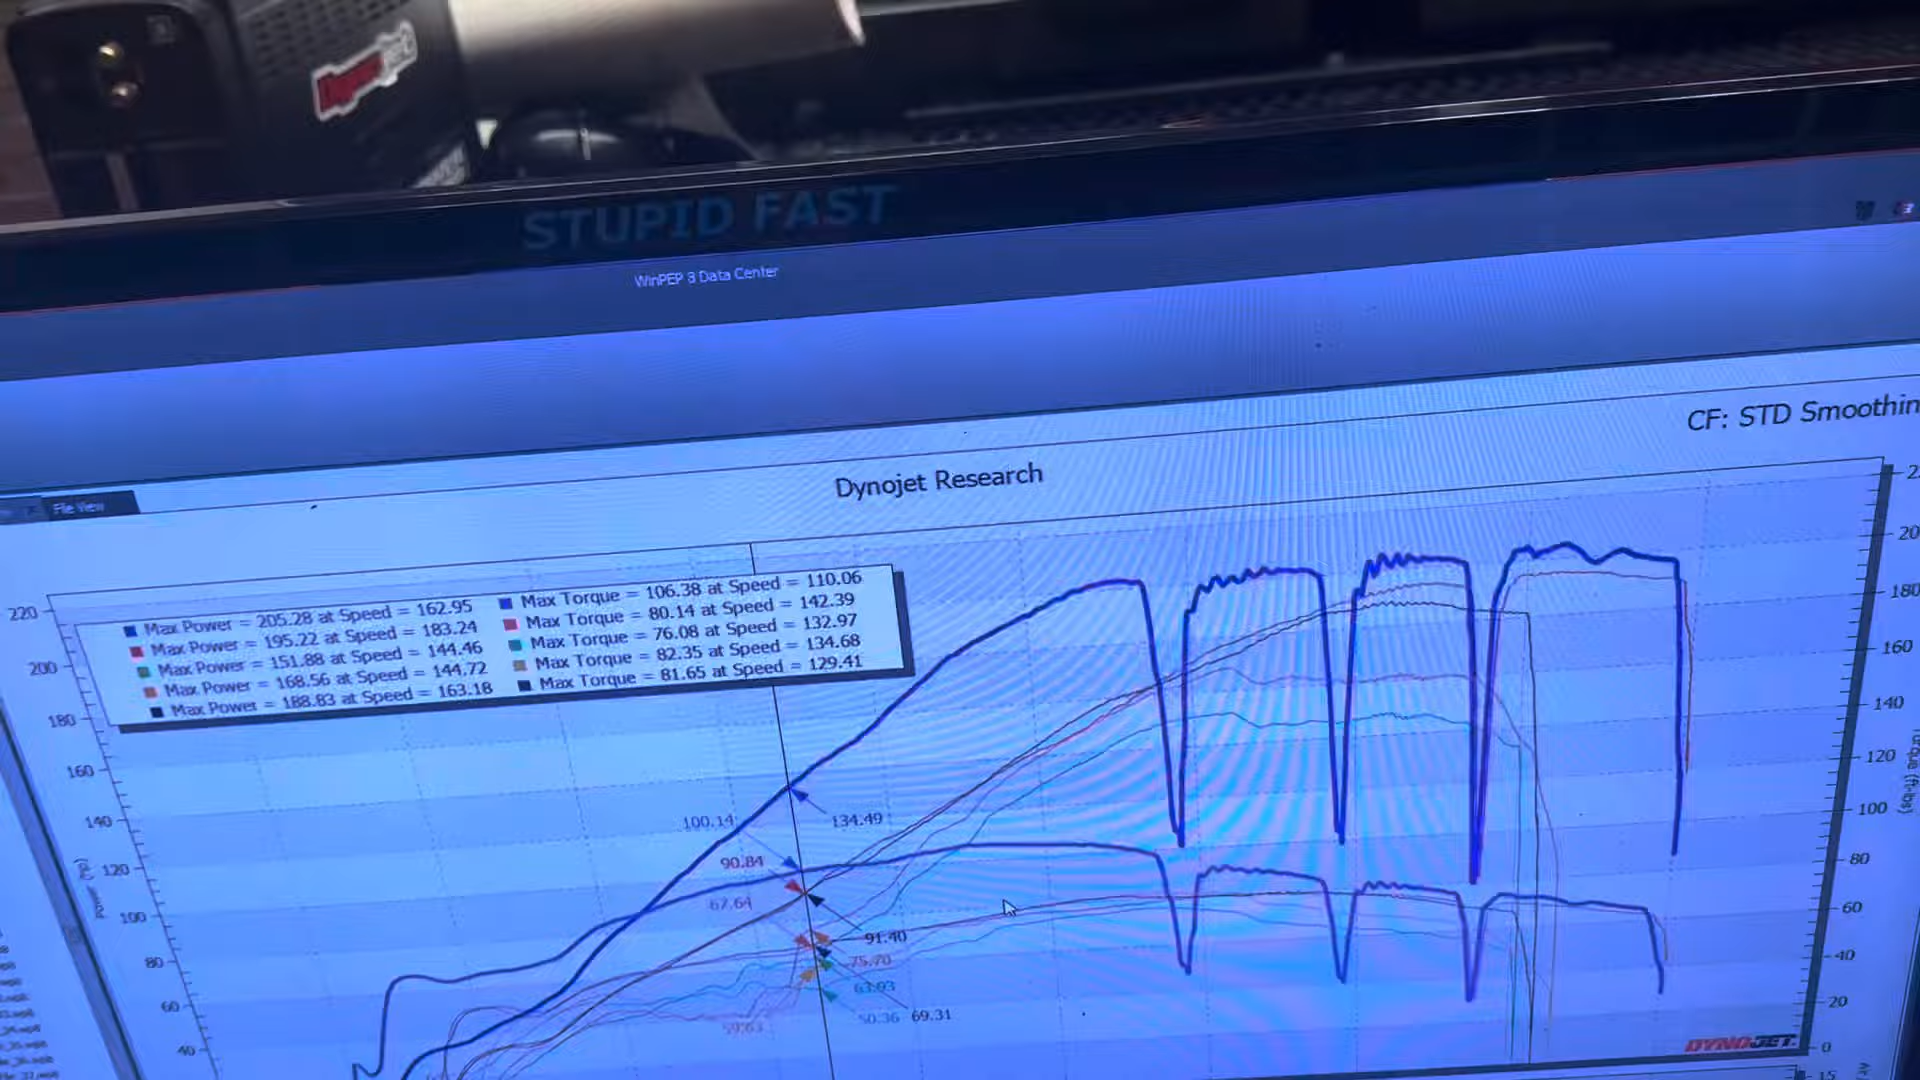 STUPID FAST
WinPEP 8 Data Center
CF: STD Smoothin
Dynojet Research
File View
Max Power = 205.28 at Speed = 162.95
Max Power = 195.22 at Speed = 183.24
Max Power = 151.88 at Speed = 144.46
Max Power = 168.56 at Speed = 144.72
Max Power = 188.83 at Speed = 163.18
Max Torque = 106.38 at Speed = 110.06
Max Torque = 80.14 at Speed = 142.39
Max Torque = 76.08 at Speed = 132.97
Max Torque = 82.35 at Speed = 134.68
Max Torque = 81.65 at Speed = 129.41
220
200
180
160
140
120
100
80
60
40
100.14
134.49
90.84
67.64
91.40
75.70
63.03
50.36
69.31
59.63
20
180
160
140
120
100
80
60
40
20
0
15
Torque (ft-lbs)
DYNOJET